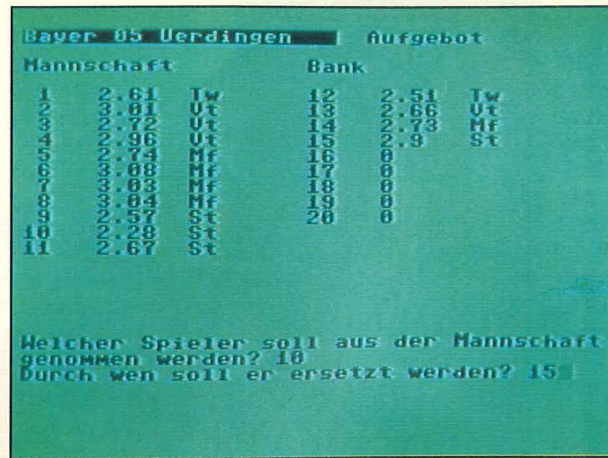 Bayer 05 Uerdingen Aufgebot
Mannschaft Bank
1 2.61 Tw 12 2.51 Tw
2 3.01 Vt 13 2.66 Vt
3 2.72 Vt 14 2.73 Mf
4 2.96 Vt 15 2.9 St
5 2.74 Mf 16 0
6 3.08 Mf 17 0
7 3.03 Mf 18 0
8 3.04 Mf 19 0
9 2.57 St 20 0
10 2.28 St
11 2.67 St
Welcher Spieler soll aus der Mannschaft
genommen werden? 10
Durch wen soll er ersetzt werden? 15